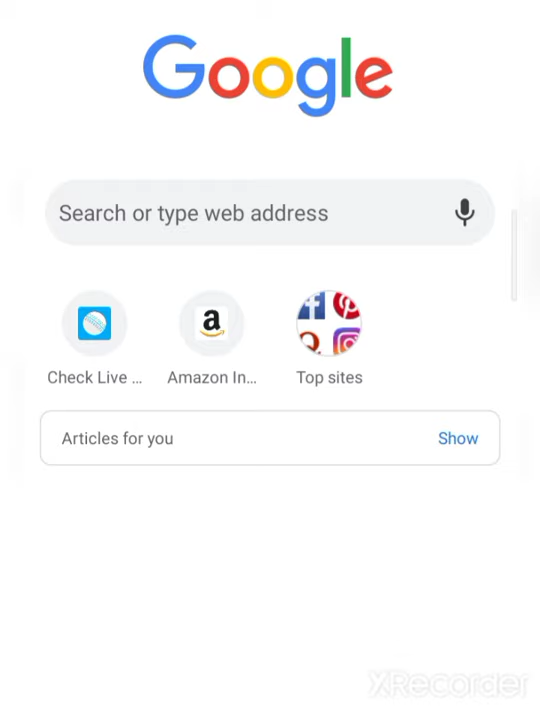 Google
Search or type web address
Check Live ...
Amazon In...
Top sites
Articles for you
Show
XRecorder